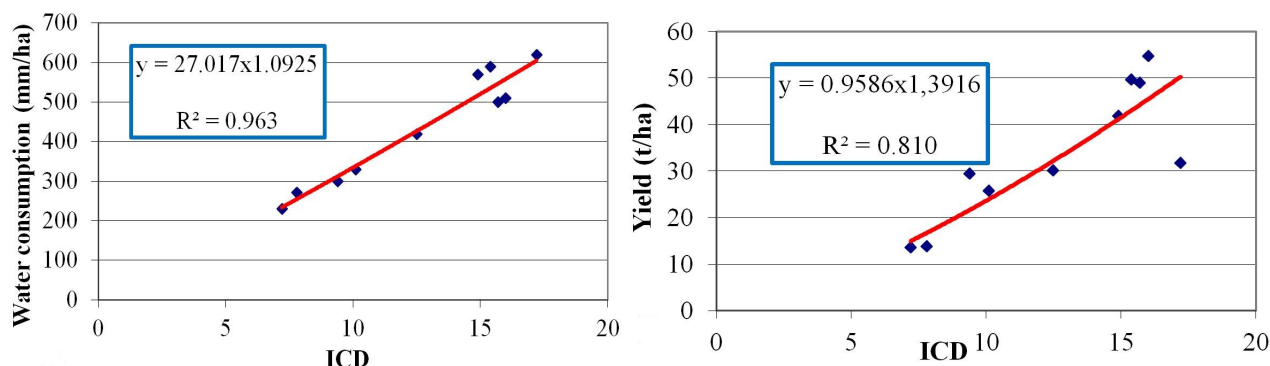 Water consumption (mm/ha)
700
600
500
400
300
200
100
0
y = 27.017x1.0925
R² = 0.963
0 5 10 15 20
ICD
Yield (t/ha)
60
50
40
30
20
10
0
y = 0.9586x1,3916
R² = 0.810
0 5 10 15 20
ICD